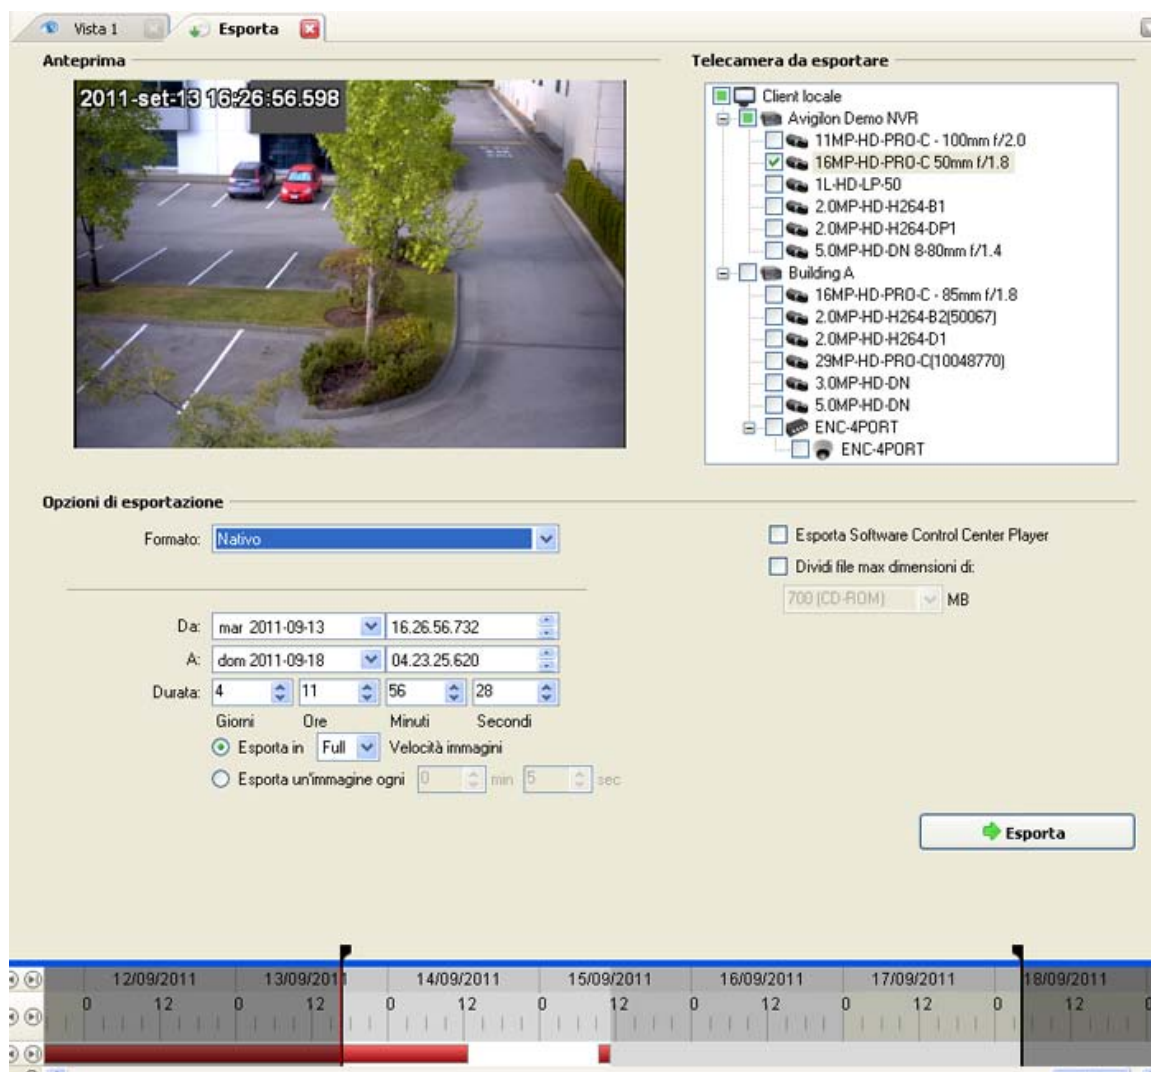 Vista 1
Esporta
Anteprima
2011-set-13 16:26:56.598
Telecamera da esportare
Client locale
Avigilon Demo NVR
11MP-HD-PRO-C - 100mm f/2.0
16MP-HD-PRO-C 50mm f/1.8
1L-HD-LP-50
2.0MP-HD-H264-B1
2.0MP-HD-H264-DP1
5.0MP-HD-DN 8-80mm f/1.4
Building A
16MP-HD-PRO-C - 85mm f/1.8
2.0MP-HD-H264-B2(50067)
2.0MP-HD-H264-D1
29MP-HD-PRO-C(10048770)
3.0MP-HD-DN
5.0MP-HD-DN
ENC-4PORT
ENC-4PORT
Opzioni di esportazione
Formato: Nativo
Esporta Software Control Center Player
Dividi file max dimensioni di:
700 (CD-ROM) MB
Da: mar 2011-09-13 16.26.56.732
A: dom 2011-09-18 04.23.25.620
Durata: 4 11 56 28
Giorni Ore Minuti Secondi
Esporta in Full Velocità immagini
Esporta un'immagine ogni 0 min 5 sec
Esporta
12/09/2011 13/09/2011 14/09/2011 15/09/2011 16/09/2011 17/09/2011 18/09/2011
0 12 0 12 0 12 0 12 0 12 0 12 0 12 0